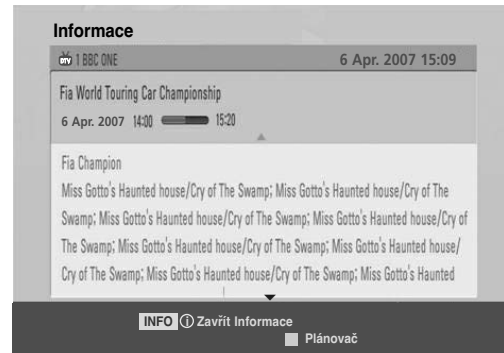 Informace
DTV 1 BBC ONE 6 Apr. 2007 15:09
Fia World Touring Car Championship
6 Apr. 2007 14:00 15:20
Fia Champion
Miss Gotto's Haunted house/Cry of The Swamp; Miss Gotto's Haunted house/Cry of The
Swamp; Miss Gotto's Haunted house/Cry of The Swamp; Miss Gotto's Haunted house/Cry of
The Swamp; Miss Gotto's Haunted house/Cry of The Swamp; Miss Gotto's Haunted house/
Cry of The Swamp; Miss Gotto's Haunted house/Cry of The Swamp; Miss Gotto's Haunted
INFO i Zavřít Informace
Plánovač